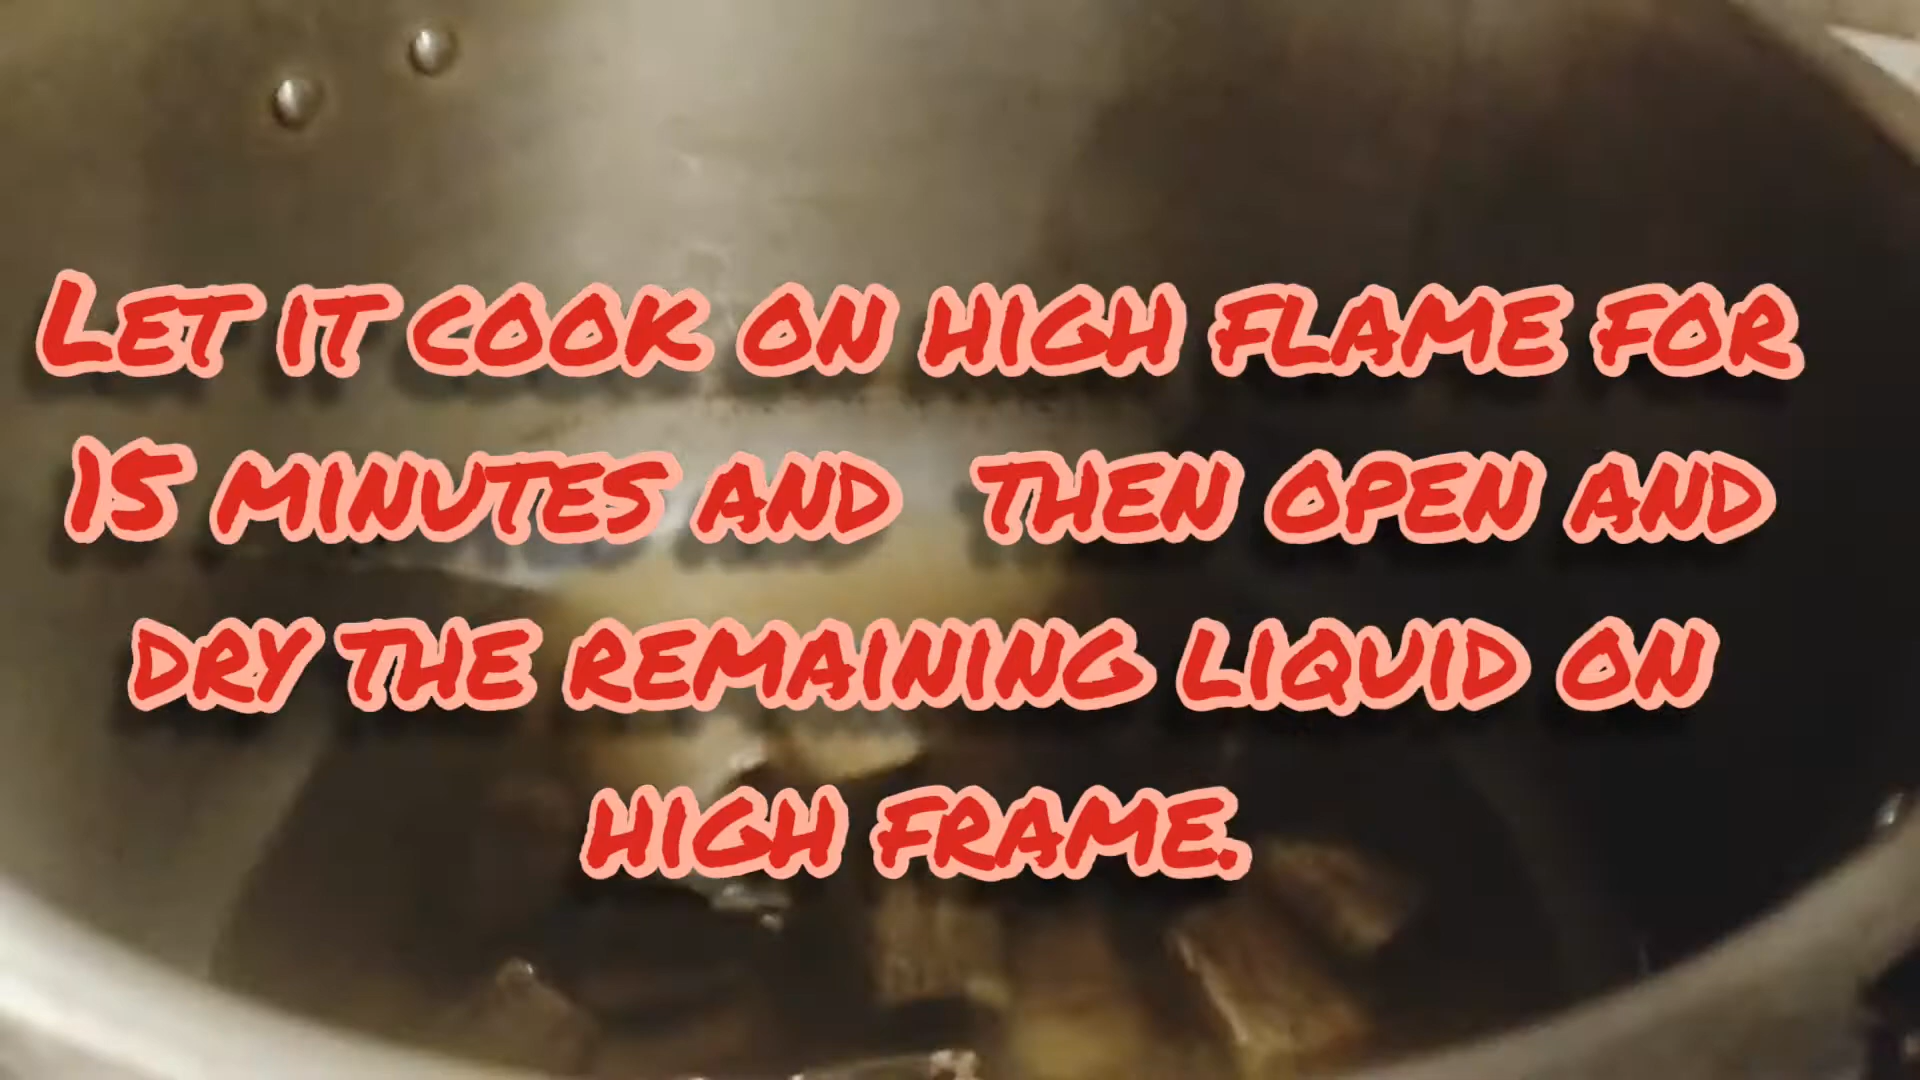 Let it cook on high flame for
15 minutes and  then open and
dry the remaining liquid on
high frame.